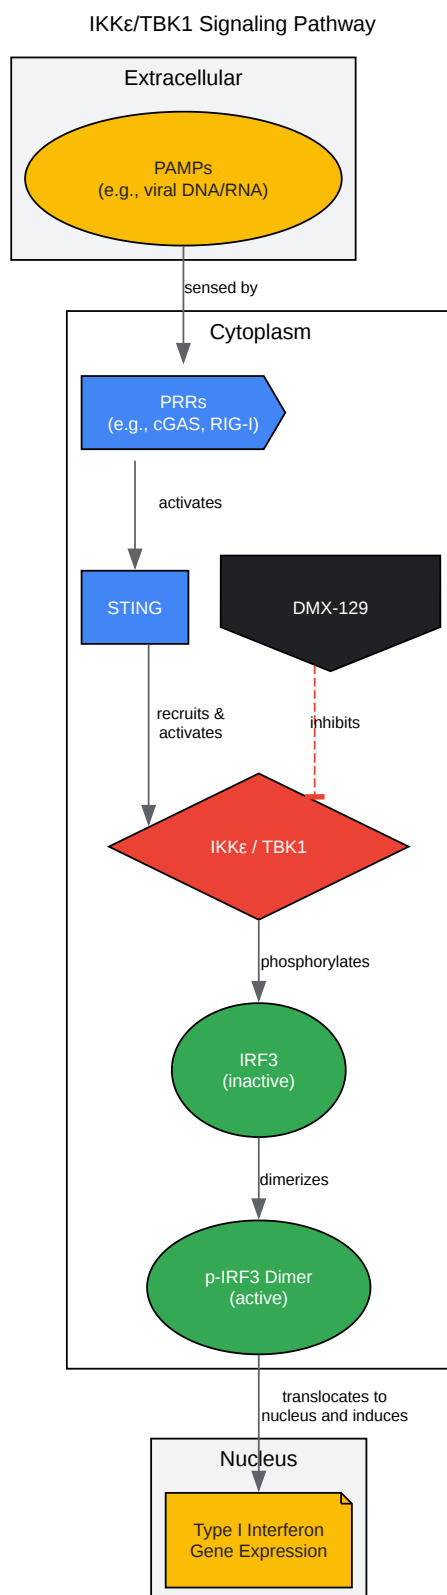 IKKε/TBK1 Signaling Pathway
Extracellular
PAMPs
(e.g., viral DNA/RNA)
sensed by
Cytoplasm
PRRs
(e.g., cGAS, RIG-I)
activates
STING
DMX-129
recruits &
activates
inhibits
IKKε / TBK1
phosphorylates
IRF3
(inactive)
dimerizes
p-IRF3 Dimer
(active)
translocates to
nucleus and induces
Nucleus
Type I Interferon
Gene Expression